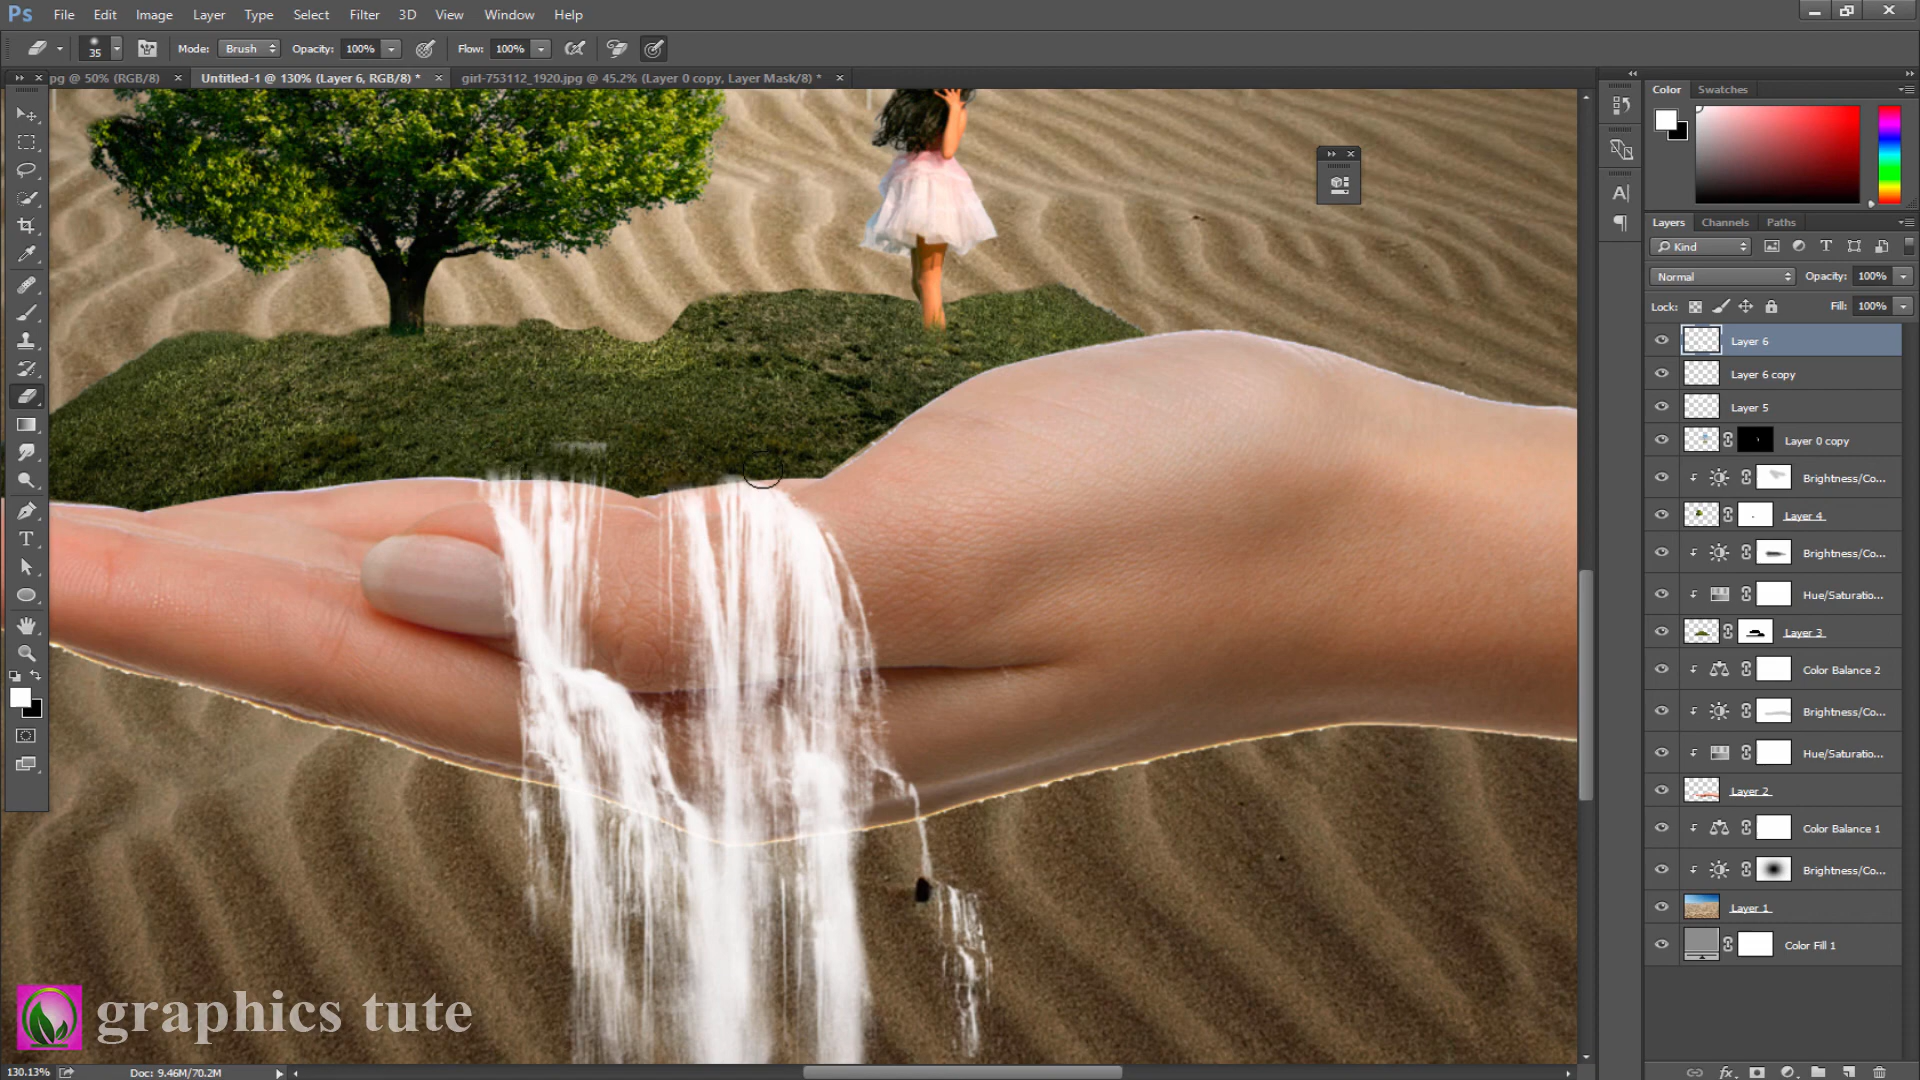 Ps File Edit Image Layer Type Select Filter 3D View Window Help
35 Mode: Brush Opacity: 100% Flow: 100%
pg @ 50% (RGB/8) × Untitled-1 @ 130% (Layer 6, RGB/8) * × girl-753112_1920.jpg @ 45.2% (Layer 0 copy, Layer Mask/8) * ×
Color Swatches
Layers Channels Paths
Kind
Normal Opacity: 100%
Lock: Fill: 100%
Layer 6
Layer 6 copy
Layer 5
Layer 0 copy
Brightness/Co...
Layer 4
Brightness/Co...
Hue/Saturatio...
Layer 3
Color Balance 2
Brightness/Co...
Hue/Saturatio...
Layer 2
Color Balance 1
Brightness/Co...
Layer 1
Color Fill 1
graphics tute
130.13% Doc: 9.46M/70.2M